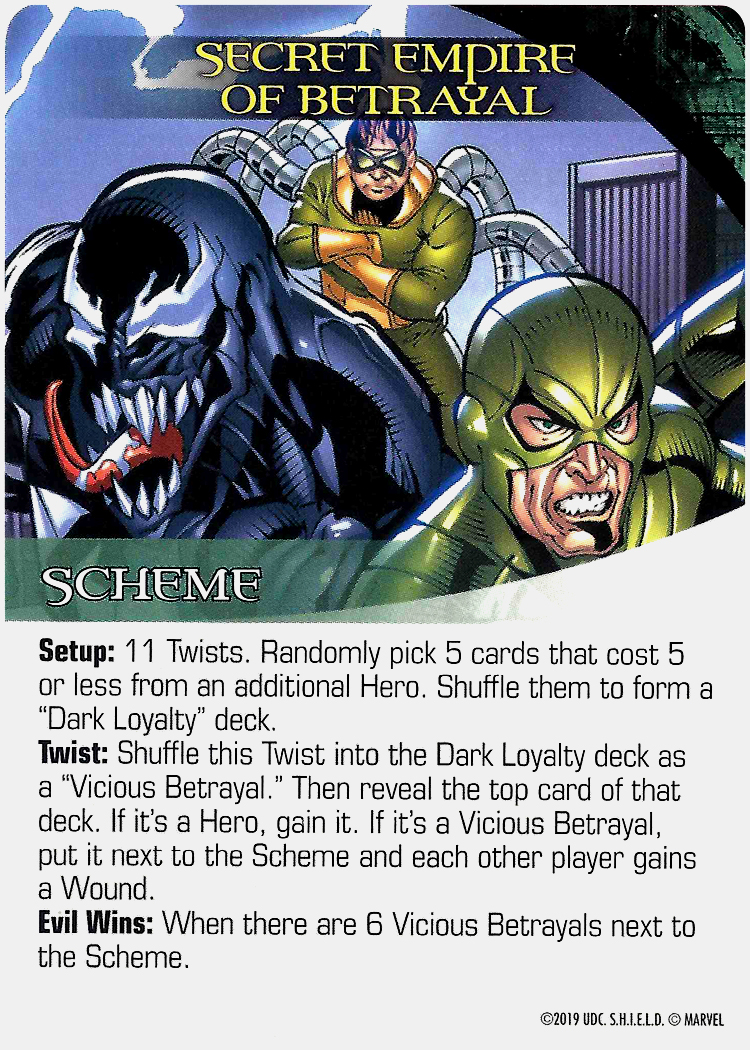 SECRET EMPIRE
OF BETRAYAL
SCHEME
Setup: 11 Twists. Randomly pick 5 cards that cost 5
or less from an additional Hero. Shuffle them to form a
“Dark Loyalty” deck.
Twist: Shuffle this Twist into the Dark Loyalty deck as
a “Vicious Betrayal.” Then reveal the top card of that
deck. If it’s a Hero, gain it. If it’s a Vicious Betrayal,
put it next to the Scheme and each other player gains
a Wound.
Evil Wins: When there are 6 Vicious Betrayals next to
the Scheme.
©2019 UDC. S.H.I.E.L.D. © MARVEL